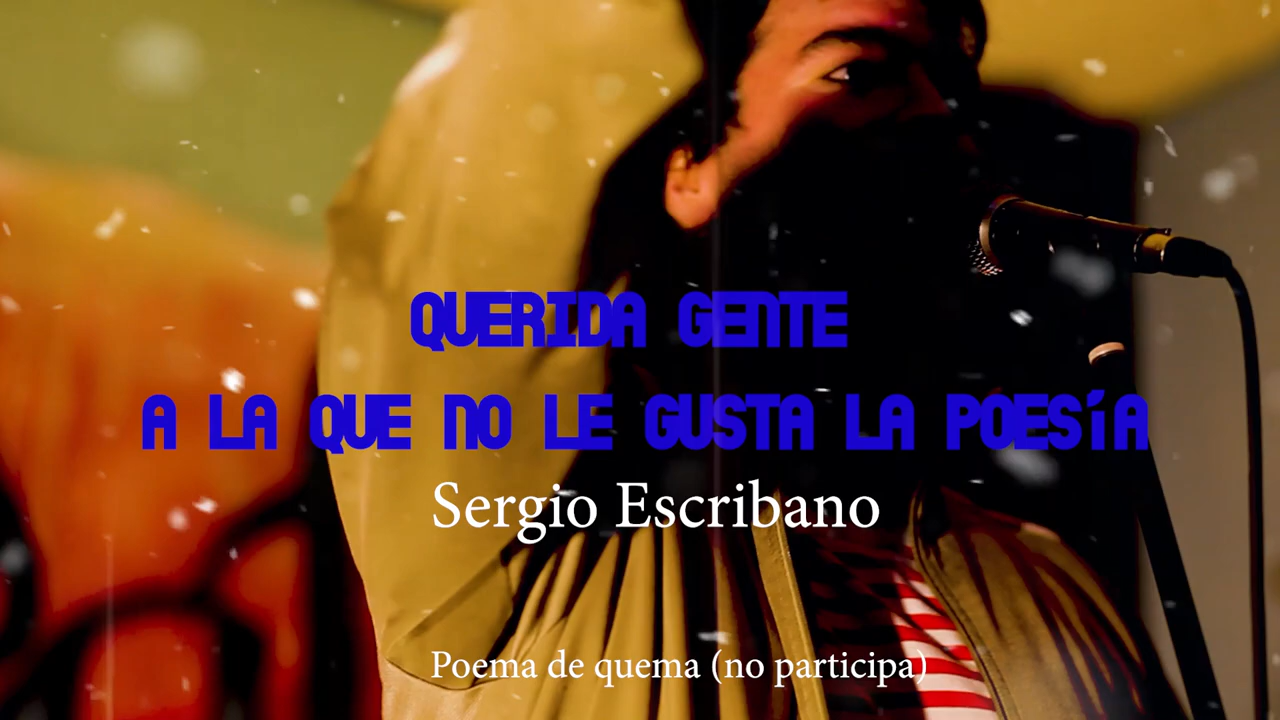 QUERIDA GENTE
A LA QUE NO LE GUSTA LA POESíA
Sergio Escribano
Poema de quema (no participa)